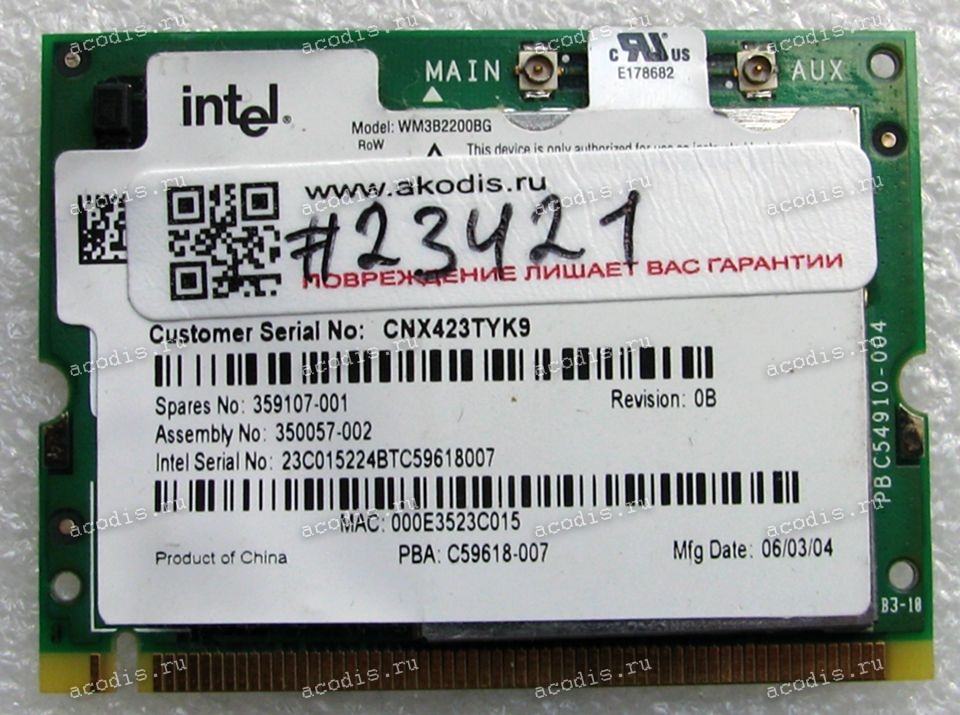 MAIN
c RU US
E178682
AUX
intel®
Model: WM3B2200BG
RoW
This device is only authorized for use
www.akodis.ru
#23421
ПОВРЕЖДЕНИЕ ЛИШАЕТ ВАС ГАРАНТИИ
Customer Serial No: CNX423TYK9
Spares No: 359107-001
Revision: 0B
Assembly No: 350057-002
Intel Serial No: 23C015224BTC59618007
MAC: 000E3523C015
Product of China
PBA: C59618-007
Mfg Date: 06/03/04
PBC54910-004
B3-10
acodis.ru